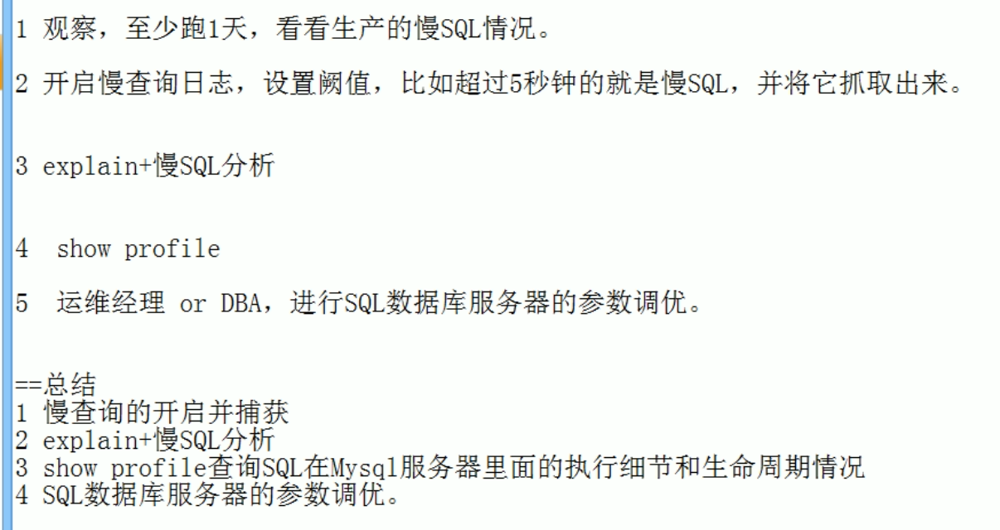 1 观察，至少跑1天，看看生产的慢SQL情况。
2 开启慢查询日志，设置阙值，比如超过5秒钟的就是慢SQL，并将它抓取出来。
3 explain+慢SQL分析
4 show profile
5 运维经理 or DBA，进行SQL数据库服务器的参数调优。
==总结
1 慢查询的开启并捕获
2 explain+慢SQL分析
3 show profile查询SQL在Mysql服务器里面的执行细节和生命周期情况
4 SQL数据库服务器的参数调优。